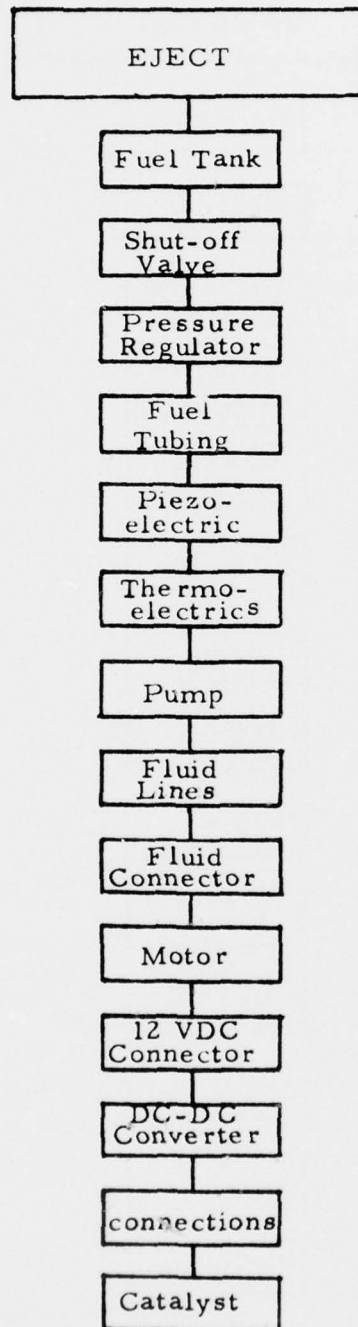 EJECT
Fuel Tank
Shut-off
Valve
Pressure
Regulator
Fuel
Tubing
Piezo-
electric
Thermo-
electrics
Pump
Fluid
Lines
Fluid
Connector
Motor
12 VDC
Connector
DC-DC
Converter
connections
Catalyst